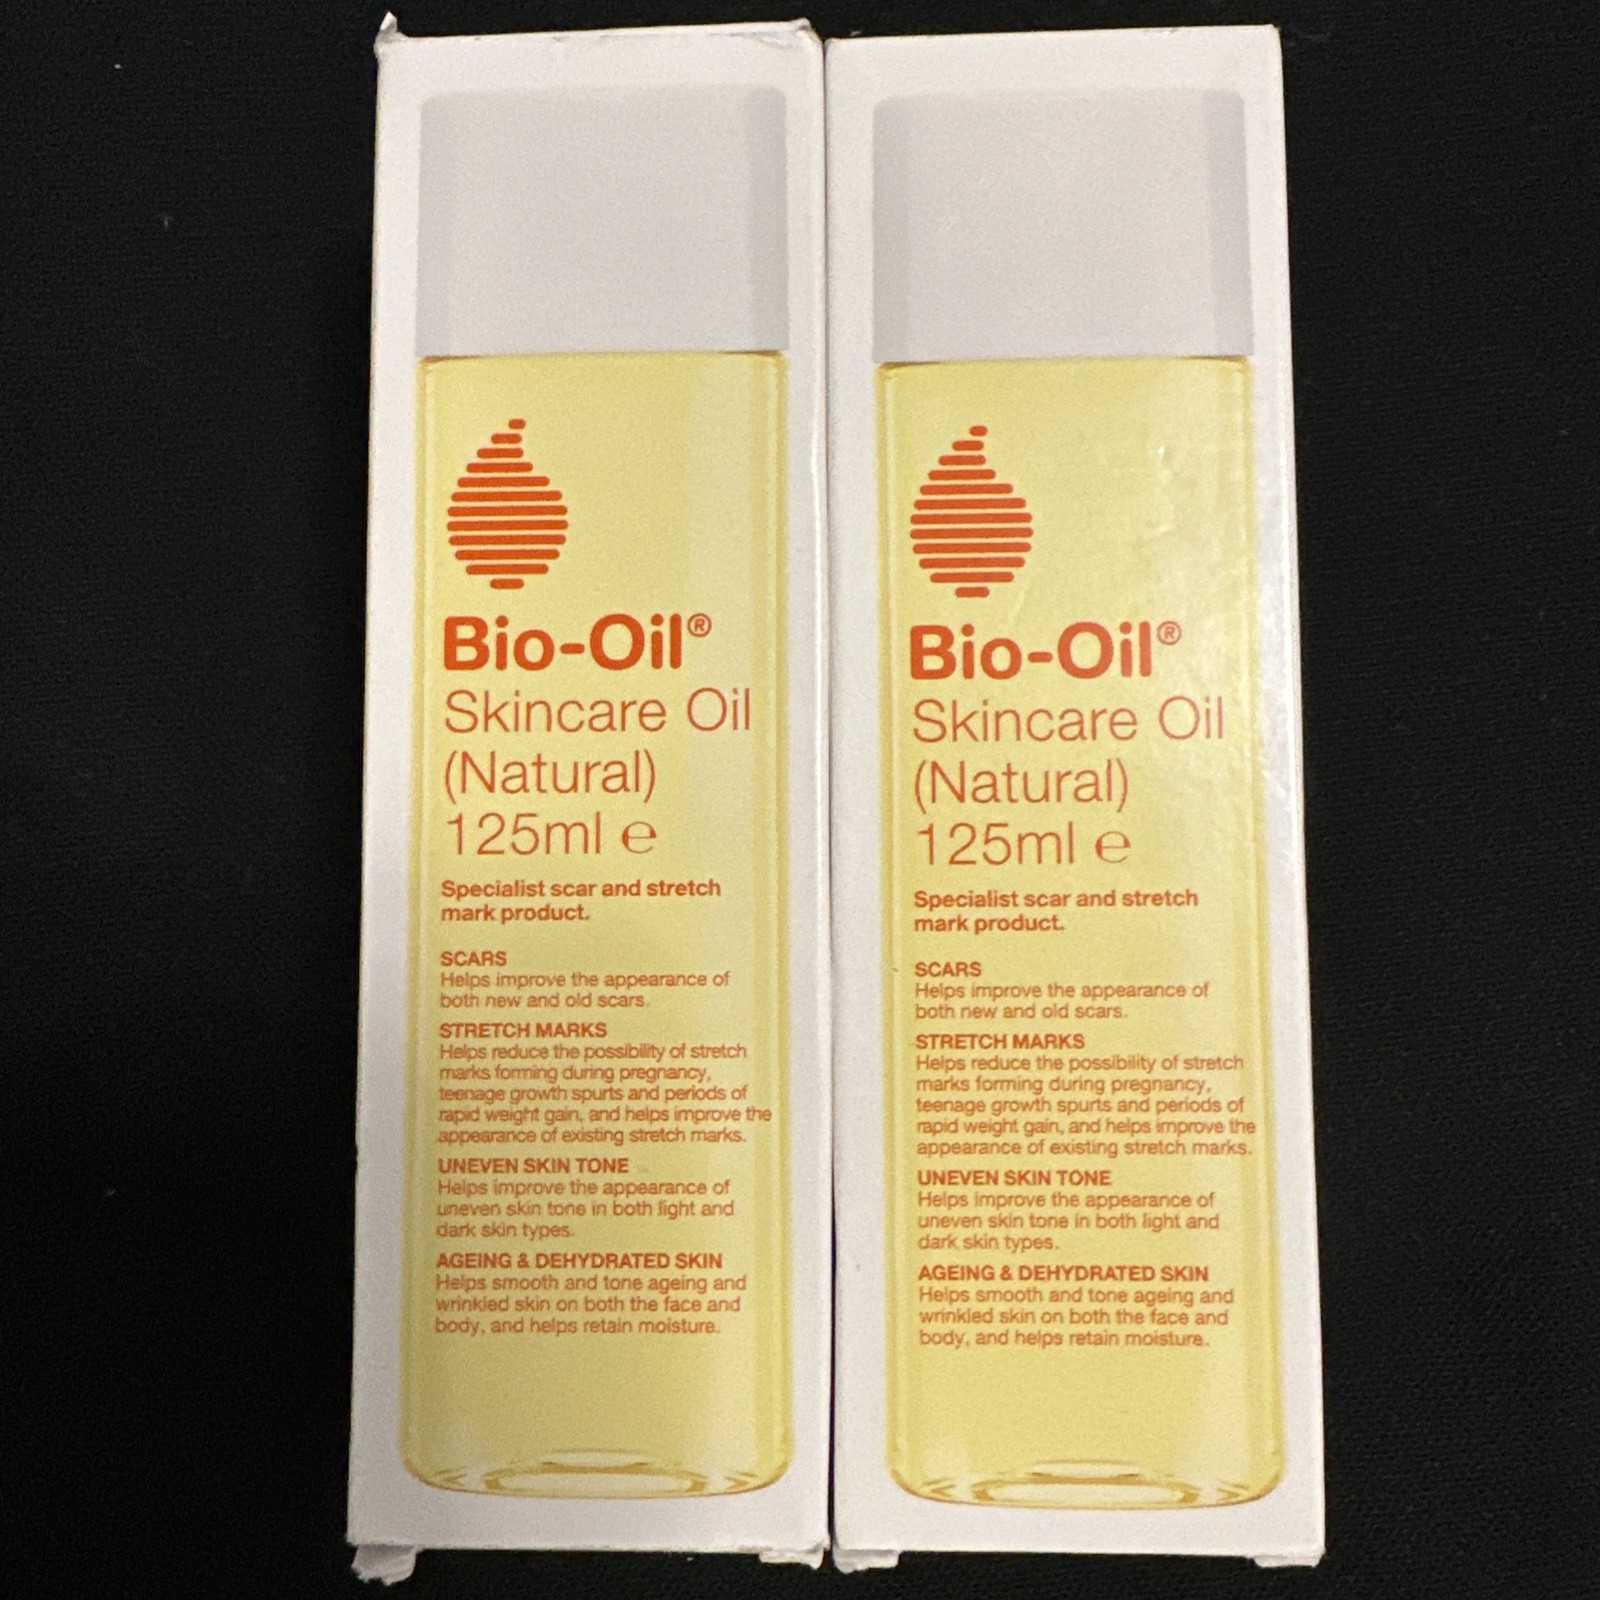 Bio-Oil®
Skincare Oil
(Natural)
125ml ℮
Specialist scar and stretch
mark product.
SCARS
Helps improve the appearance of
both new and old scars.
STRETCH MARKS
Helps reduce the possibility of stretch
marks forming during pregnancy,
teenage growth spurts and periods of
rapid weight gain, and helps improve the
appearance of existing stretch marks.
UNEVEN SKIN TONE
Helps improve the appearance of
uneven skin tone in both light and
dark skin types.
AGEING & DEHYDRATED SKIN
Helps smooth and tone ageing and
wrinkled skin on both the face and
body, and helps retain moisture.
Bio-Oil®
Skincare Oil
(Natural)
125ml ℮
Specialist scar and stretch
mark product.
SCARS
Helps improve the appearance of
both new and old scars.
STRETCH MARKS
Helps reduce the possibility of stretch
marks forming during pregnancy,
teenage growth spurts and periods of
rapid weight gain, and helps improve the
appearance of existing stretch marks.
UNEVEN SKIN TONE
Helps improve the appearance of
uneven skin tone in both light and
dark skin types.
AGEING & DEHYDRATED SKIN
Helps smooth and tone ageing and
wrinkled skin on both the face and
body, and helps retain moisture.